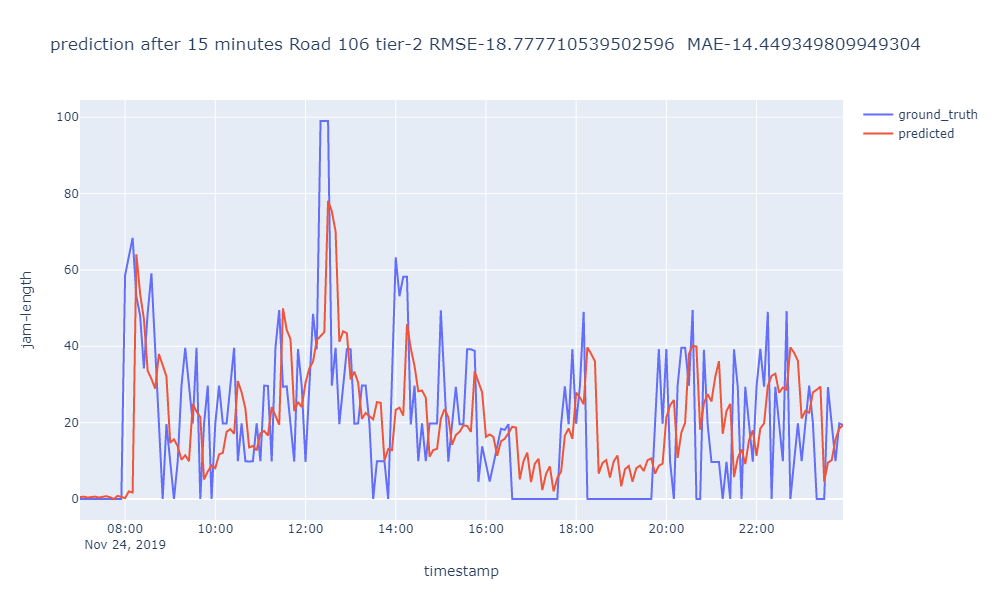 prediction after 15 minutes Road 106 tier-2 RMSE-18.777710539502596 MAE-14.449349809949304
ground_truth
predicted
jam-length
100
80
60
40
20
0
08:00 10:00 12:00 14:00 16:00 18:00 20:00 22:00
Nov 24, 2019
timestamp